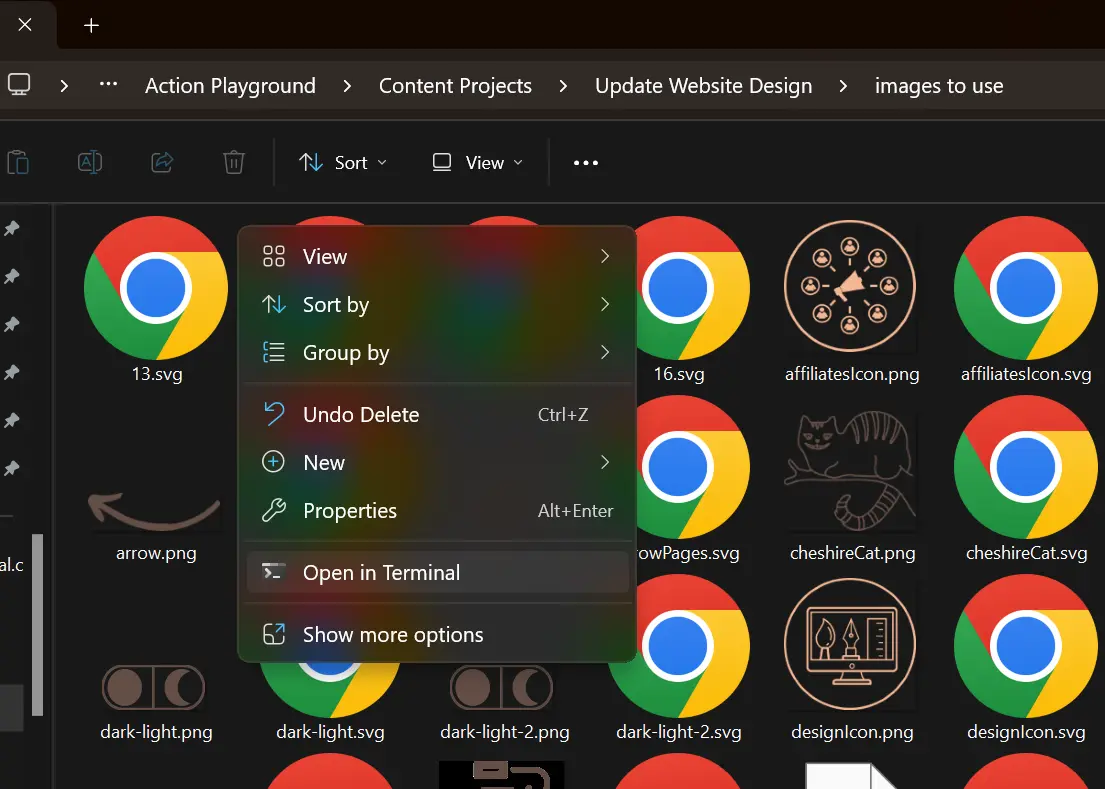 Action Playground
Content Projects
Update Website Design
images to use
Sort
View
13.svg
16.svg
affiliatesIcon.png
affiliatesIcon.svg
View
Sort by
Group by
Undo Delete Ctrl+Z
New
Properties Alt+Enter
Open in Terminal
Show more options
al.c
arrow.png
rowPages.svg
cheshireCat.png
cheshireCat.svg
dark-light.png
dark-light.svg
dark-light-2.png
dark-light-2.svg
designIcon.png
designIcon.svg